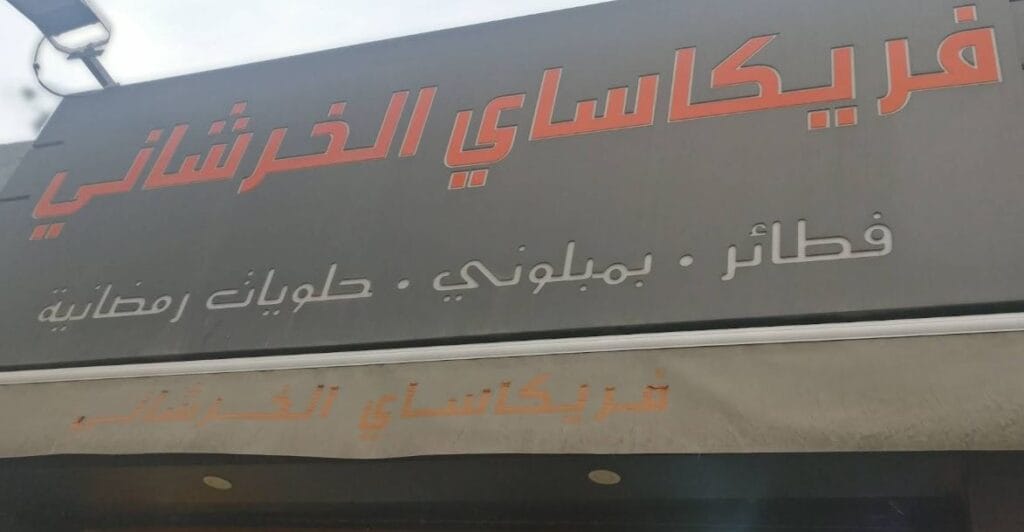 فريكاساي الخرشاني
فطائر • بمبلوني • حلويات رمضانية
فريكاساي الخرشاني